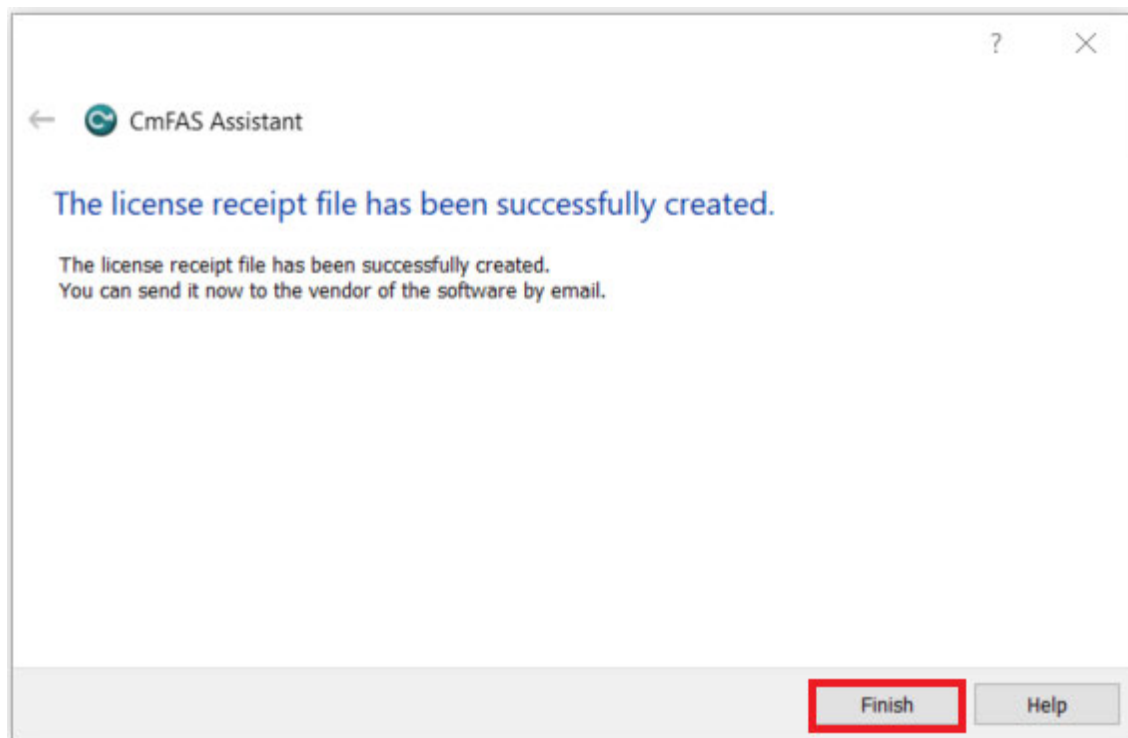 CmFAS Assistant
The license receipt file has been successfully created.
The license receipt file has been successfully created.
You can send it now to the vendor of the software by email.
Finish
Help